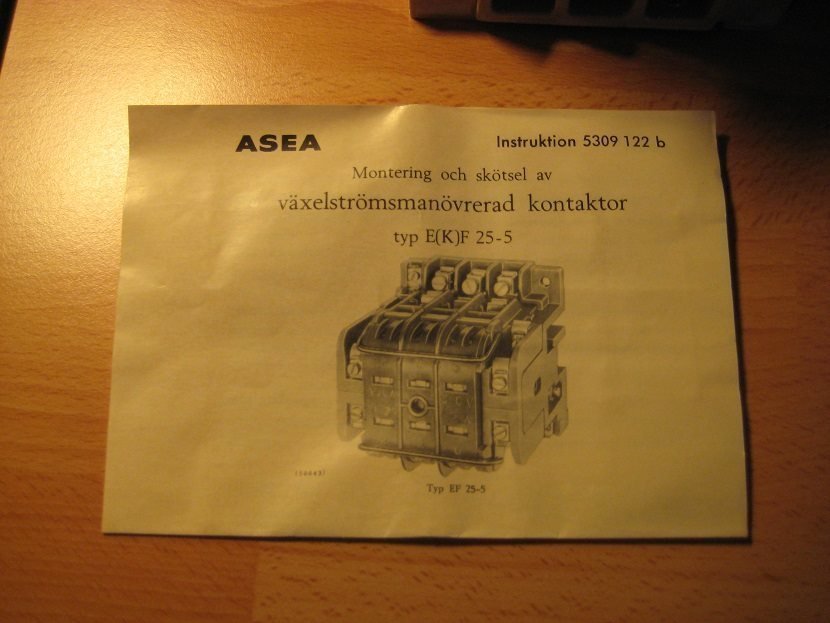 ASEA
Instruktion 5309 122 b
Montering och skötsel av
växelströmsmanövrerad kontaktor
typ E(K)F 25-5
Typ EF 25-5